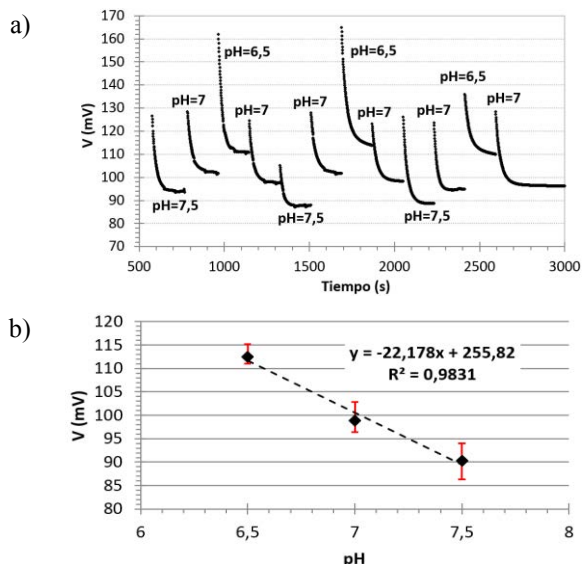 a)
170
160
150
140
130
120
110
100
90
80
70
V (mV)
pH=6,5
pH=7
pH=7
pH=7
pH=7,5
pH=7,5
pH=7
pH=7
pH=6,5
pH=7
pH=7,5
500 1000 1500 2000 2500 3000
Tiempo (s)
b)
120
115
110
105
100
95
90
85
80
V (mV)
y = -22,178x + 255,82
R² = 0,9831
6 6,5 7 7,5 8
pH